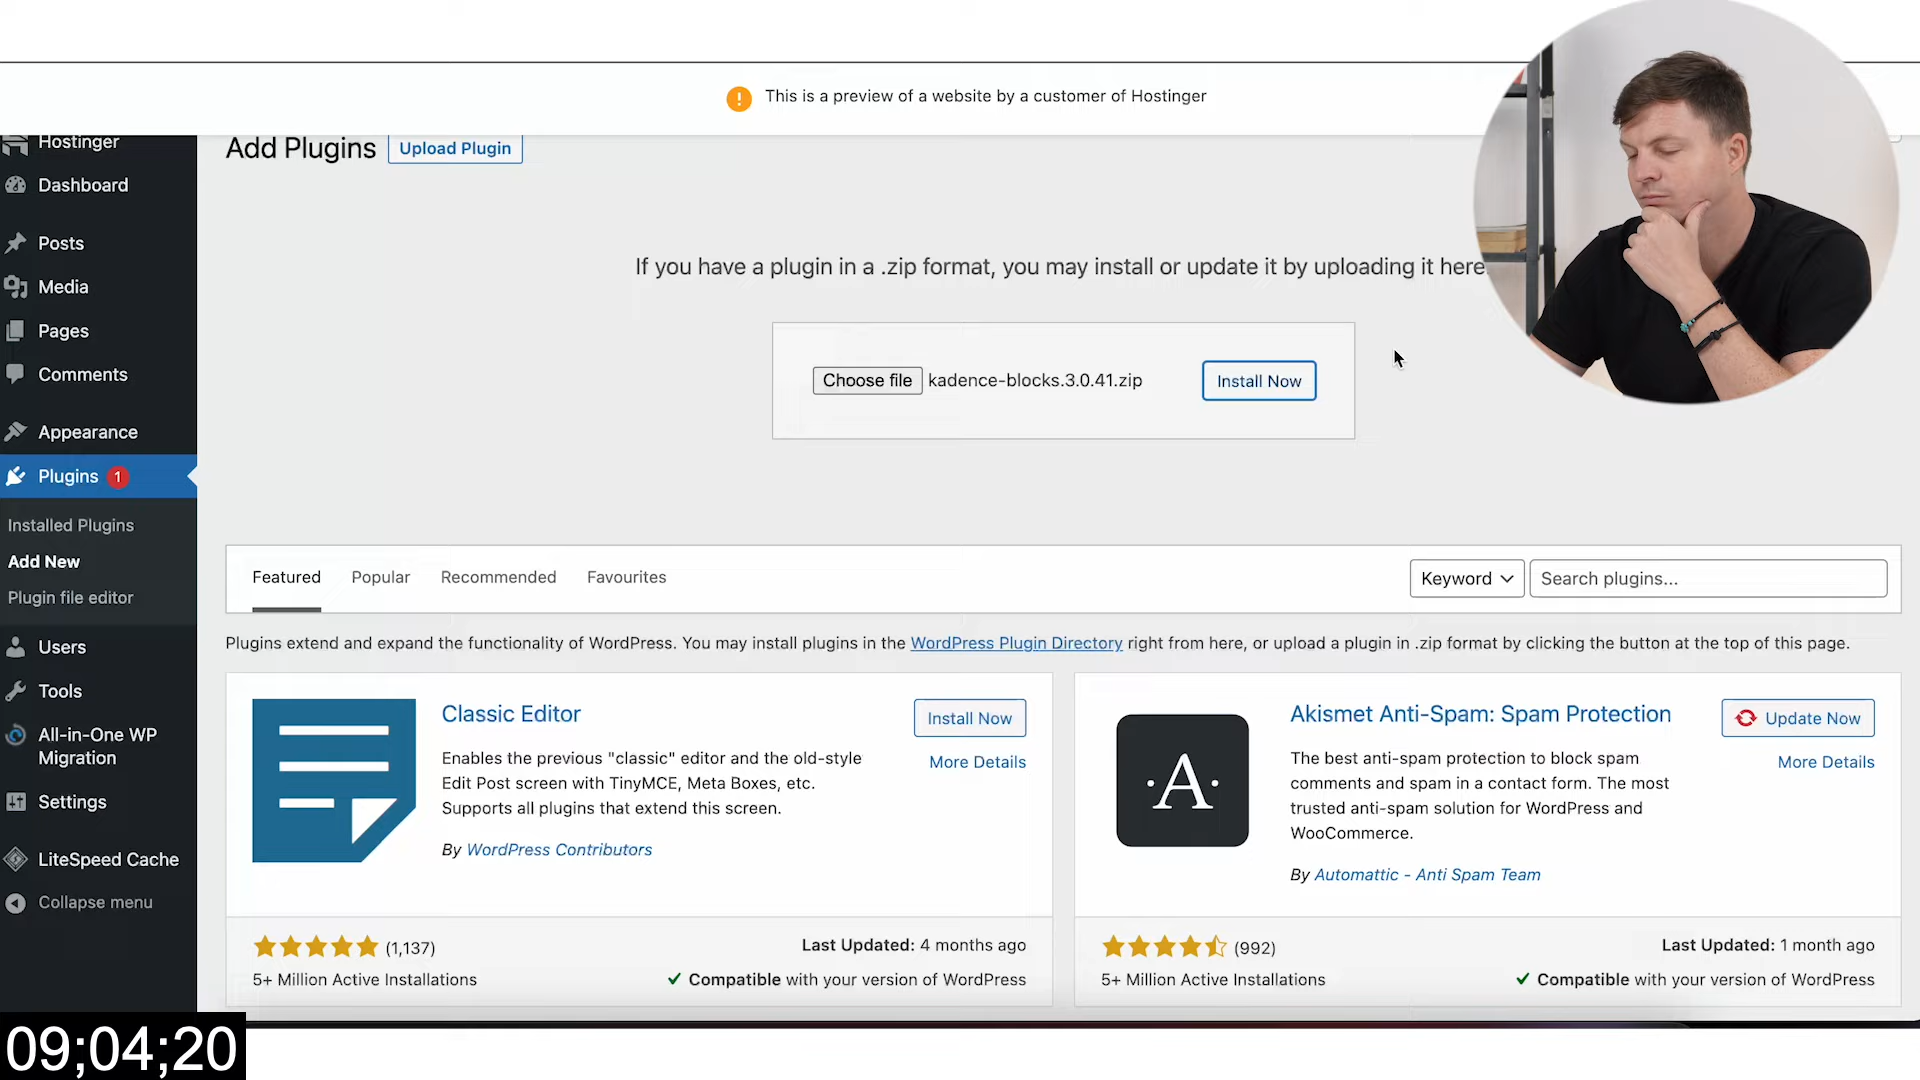 This is a preview of a website by a customer of Hostinger
Hostinger
Dashboard
Posts
Media
Pages
Comments
Appearance
Plugins 1
Installed Plugins
Add New
Plugin file editor
Users
Tools
All-in-One WP
Migration
Settings
LiteSpeed Cache
Collapse menu
Add Plugins Upload Plugin
If you have a plugin in a .zip format, you may install or update it by uploading it here.
Choose file kadence-blocks.3.0.41.zip Install Now
Featured Popular Recommended Favourites Keyword Search plugins...
Plugins extend and expand the functionality of WordPress. You may install plugins in the WordPress Plugin Directory right from here, or upload a plugin in .zip format by clicking the button at the top of this page.
Classic Editor
Install Now
More Details
Enables the previous "classic" editor and the old-style
Edit Post screen with TinyMCE, Meta Boxes, etc.
Supports all plugins that extend this screen.
By WordPress Contributors
(1,137)
Last Updated: 4 months ago
5+ Million Active Installations
Compatible with your version of WordPress
·A·
Akismet Anti-Spam: Spam Protection
Update Now
More Details
The best anti-spam protection to block spam
comments and spam in a contact form. The most
trusted anti-spam solution for WordPress and
WooCommerce.
By Automattic - Anti Spam Team
(992)
Last Updated: 1 month ago
5+ Million Active Installations
Compatible with your version of WordPress
09;04;20